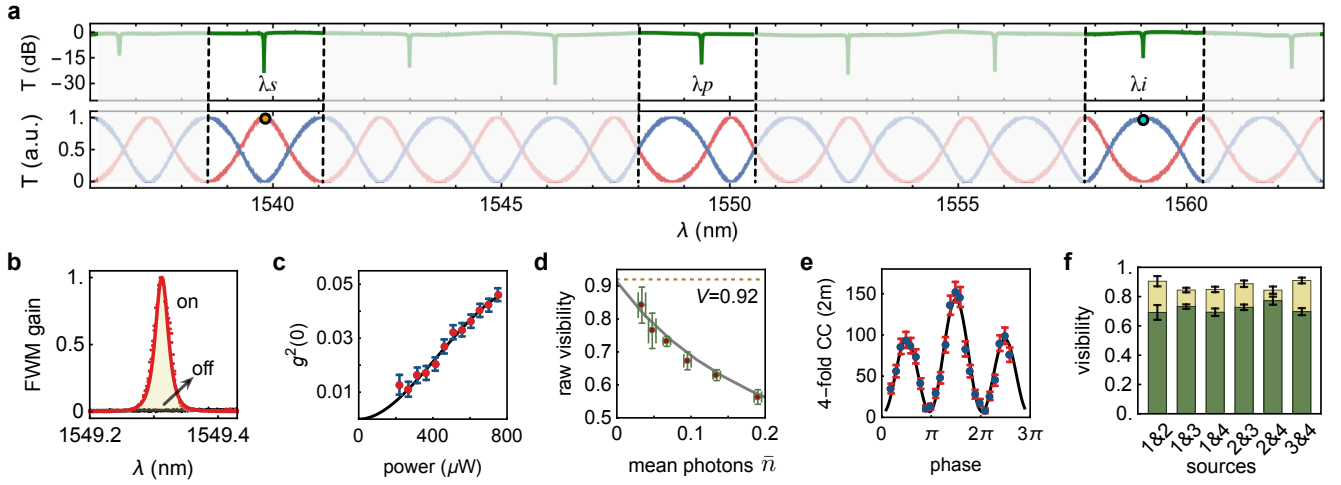 a
T (dB)
0
−15
−30
λs
λp
λi
T (a.u.)
1.
0.5
0
1540
1545
1550
1555
1560
λ (nm)
b
FWM gain
1.
0.5
0
on
off
1549.2
1549.4
λ (nm)
c
g²(0)
0.05
0.03
0.01
0
400
800
power (μW)
d
raw visibility
0.9
0.8
0.7
0.6
0.5
V=0.92
0
0.1
0.2
mean photons n̄
e
4−fold CC (2m)
150
100
50
0
0
π
2π
3π
phase
f
visibility
1.
0.8
0.6
0.4
0.2
0.
1&2
1&3
1&4
2&3
2&4
3&4
sources